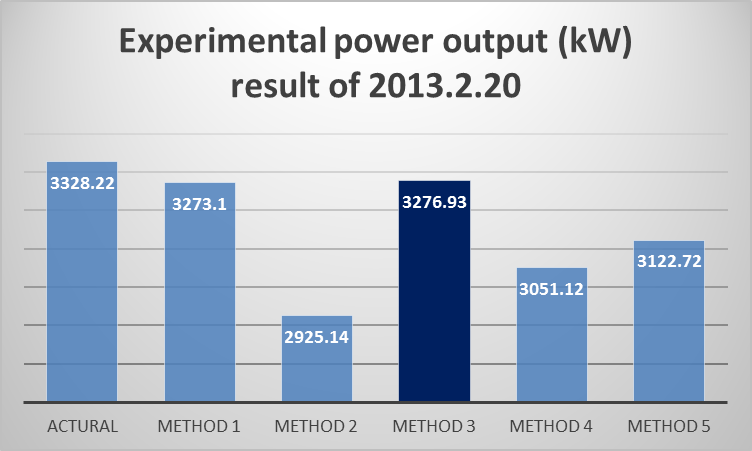 Experimental power output (kW)
result of 2013.2.20
3328.22
3273.1
2925.14
3276.93
3051.12
3122.72
ACTURAL
METHOD 1
METHOD 2
METHOD 3
METHOD 4
METHOD 5